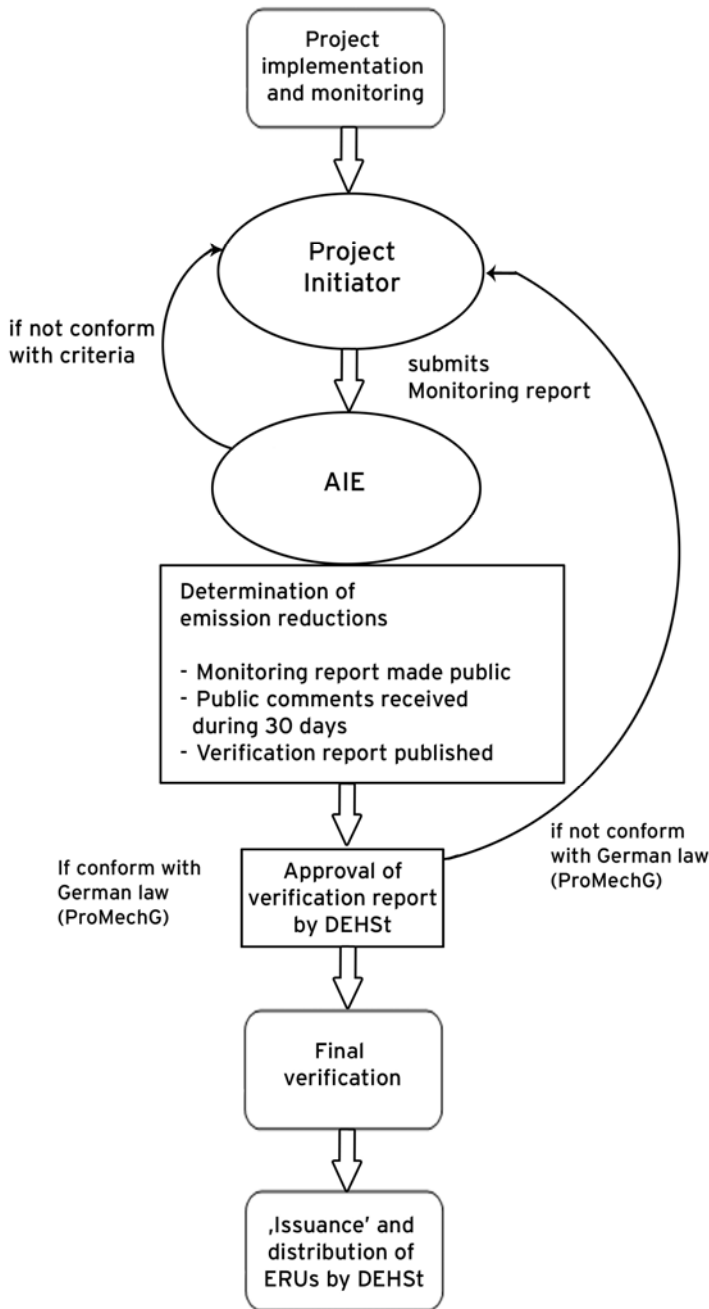 Project
implementation
and monitoring
Project
Initiator
if not conform
with criteria
submits
Monitoring report
AIE
Determination of
emission reductions
- Monitoring report made public
- Public comments received
during 30 days
- Verification report published
if not conform
with German law
(ProMechG)
If conform with
German law
(ProMechG)
Approval of
verification report
by DEHSt
Final
verification
‚Issuance’ and
distribution of
ERUs by DEHSt